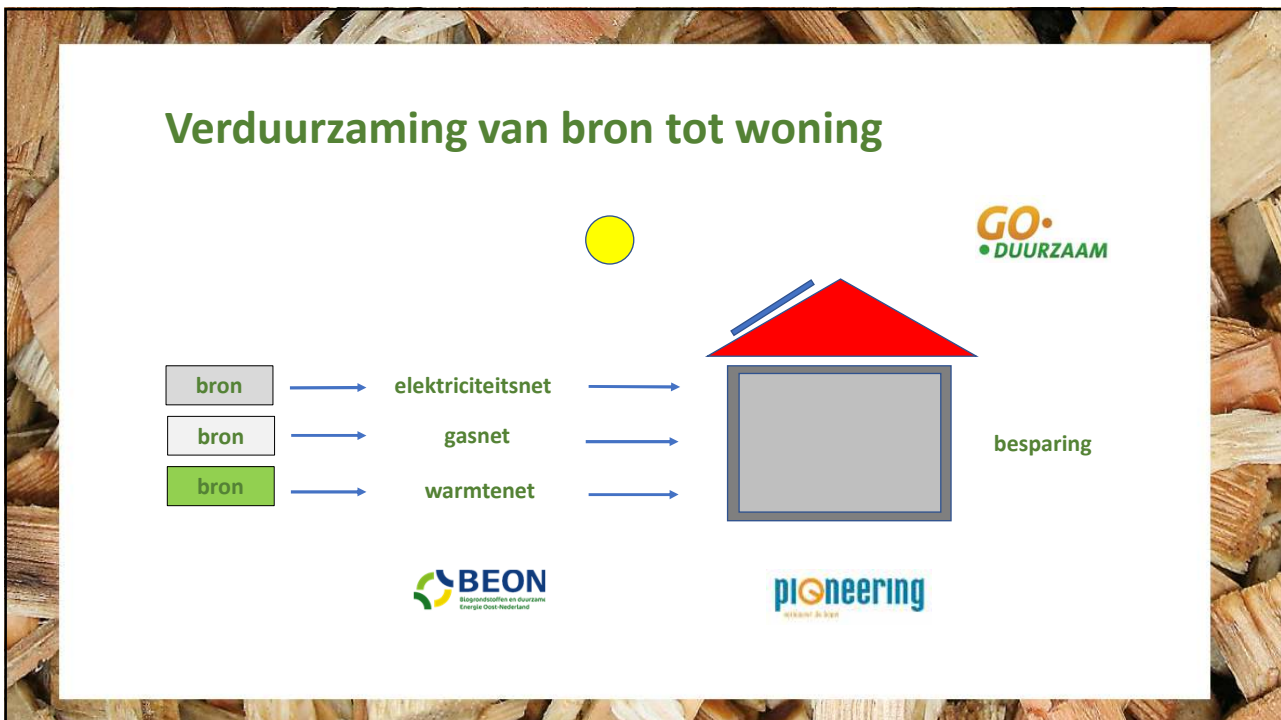 Verduurzaming van bron tot woning
GO•
• DUURZAAM
bron
elektriciteitsnet
bron
gasnet
besparing
bron
warmtenet
BEON
Biogrondstoffen en duurzame
Energie Oost-Nederland
pioneering